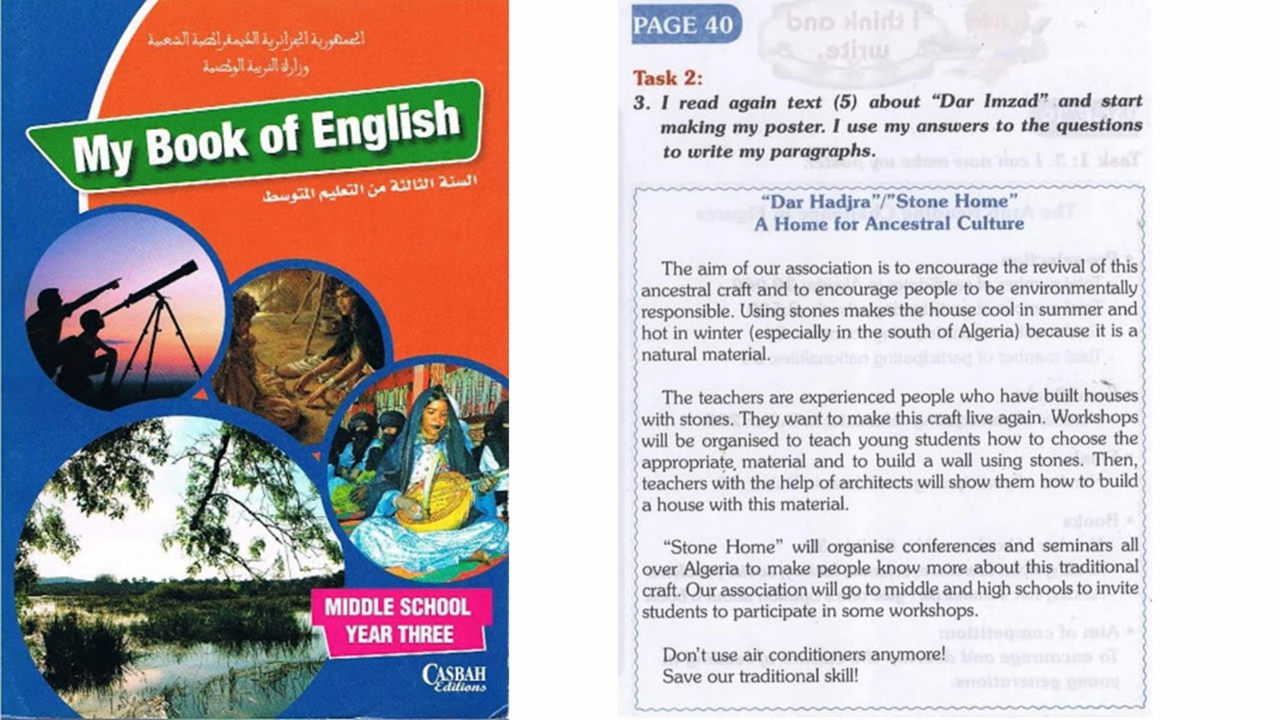 الجمهورية الجزائرية الديمقراطية الشعبية
وزارة التربية الوطنية
My Book of English
السنة الثالثة من التعليم المتوسط
MIDDLE SCHOOL
YEAR THREE
CASBAH
Editions
PAGE 40
I think and
write.
Task 2:
3. I read again text (5) about “Dar Imzad” and start
making my poster. I use my answers to the questions
to write my paragraphs.
“Dar Hadjra”/”Stone Home”
A Home for Ancestral Culture
The aim of our association is to encourage the revival of this
ancestral craft and to encourage people to be environmentally
responsible. Using stones makes the house cool in summer and
hot in winter (especially in the south of Algeria) because it is a
natural material.
The teachers are experienced people who have built houses
with stones. They want to make this craft live again. Workshops
will be organised to teach young students how to choose the
appropriate material and to build a wall using stones. Then,
teachers with the help of architects will show them how to build
a house with this material.
“Stone Home” will organise conferences and seminars all
over Algeria to make people know more about this traditional
craft. Our association will go to middle and high schools to invite
students to participate in some workshops.
Don’t use air conditioners anymore!
Save our traditional skill!